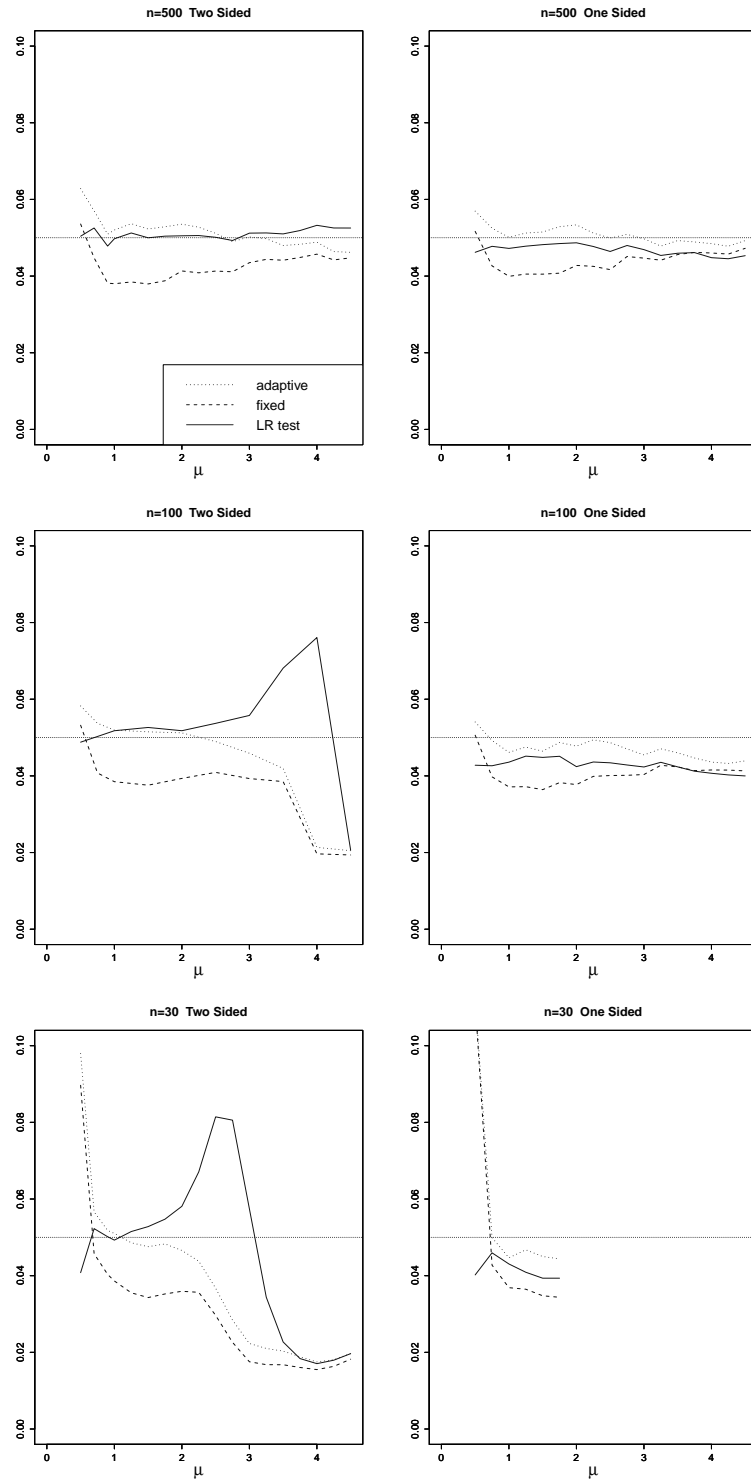 n=500 Two Sided
0.10
0.08
0.06
0.04
0.02
0.00
adaptive
fixed
LR test
0 1 2 3 4
μ
n=500 One Sided
0.10
0.08
0.06
0.04
0.02
0.00
0 1 2 3 4
μ
n=100 Two Sided
0.10
0.08
0.06
0.04
0.02
0.00
0 1 2 3 4
μ
n=100 One Sided
0.10
0.08
0.06
0.04
0.02
0.00
0 1 2 3 4
μ
n=30 Two Sided
0.10
0.08
0.06
0.04
0.02
0.00
0 1 2 3 4
μ
n=30 One Sided
0.10
0.08
0.06
0.04
0.02
0.00
0 1 2 3 4
μ